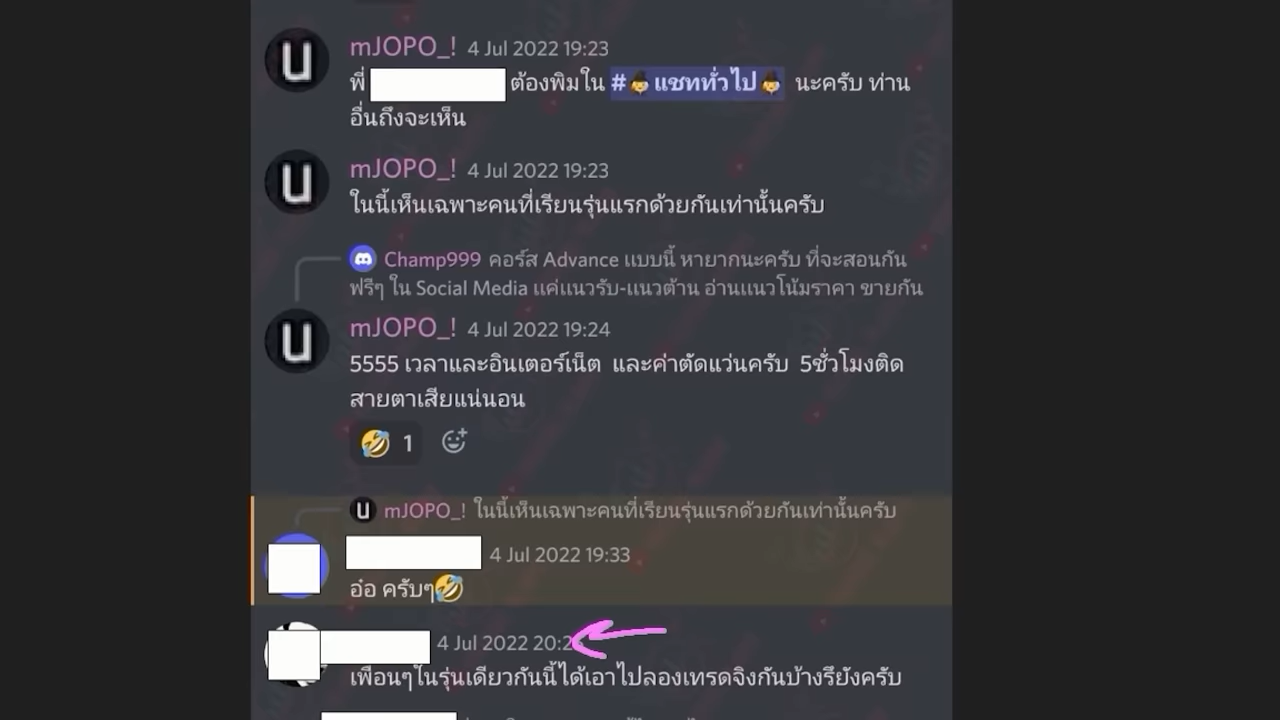 mJOPO_! 4 Jul 2022 19:23
พี่ ต้องพิมใน #แชททั่วไป นะครับ ท่าน
อื่นถึงจะเห็น
mJOPO_! 4 Jul 2022 19:23
ในนี้เห็นเฉพาะคนที่เรียนรุ่นแรกด้วยกันเท่านั้นครับ
Champ999 คอร์ส Advance แบบนี้ หายากนะครับ ที่จะสอนกัน
ฟรีๆ ใน Social Media แค่แนวรับ-แนวต้าน อ่านแนวโน้มราคา ขายกัน
mJOPO_! 4 Jul 2022 19:24
5555 เวลาและอินเตอร์เน็ต และค่าตัดแว่นครับ 5ชั่วโมงติด
สายตาเสียแน่นอน
🤣 1
mJOPO_! ในนี้เห็นเฉพาะคนที่เรียนรุ่นแรกด้วยกันเท่านั้นครับ
4 Jul 2022 19:33
อ๋อ ครับๆ🤣
4 Jul 2022
เพื่อนๆในรุ่นเดียวกันนี้ได้เอาไปลองเทรดจิงกันบ้างรึยังครับ